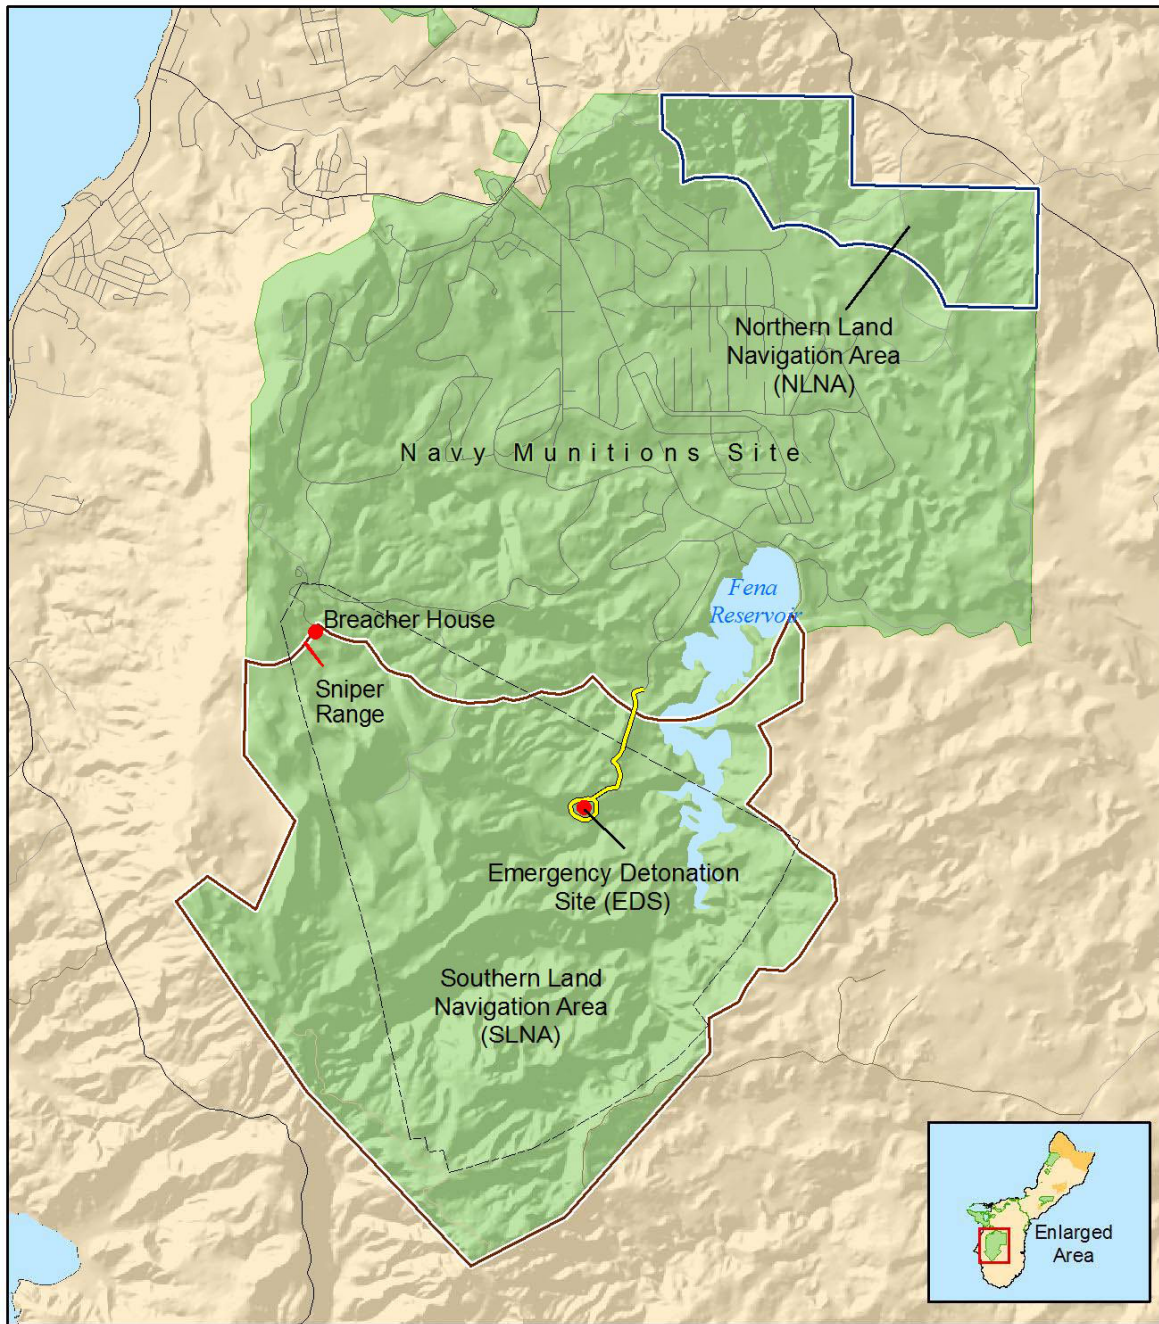 Northern Land
Navigation Area
(NLNA)
Navy Munitions Site
Fena
Reservoir
Breacher House
Sniper
Range
Emergency Detonation
Site (EDS)
Southern Land
Navigation Area
(SLNA)
Enlarged
Area